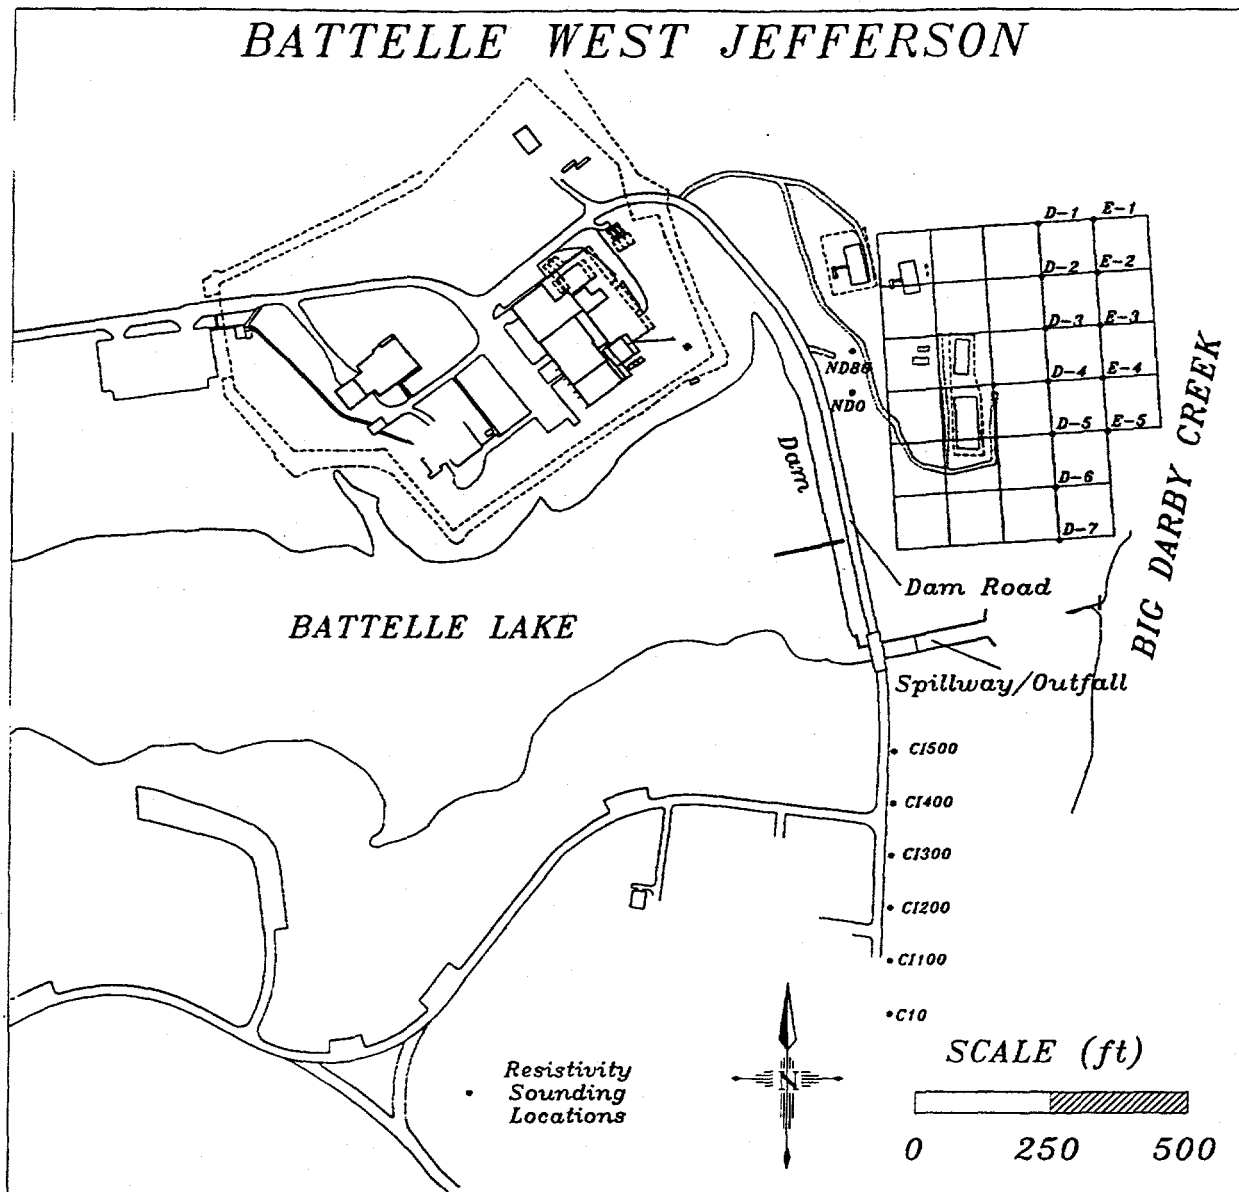 BATTELLE WEST JEFFERSON
D-1
E-1
D-2
E-2
D-3
E-3
ND86
D-4
E-4
ND0
D-5
E-5
Dam
D-6
D-7
BIG DARBY CREEK
Dam Road
BATTELLE LAKE
Spillway/Outfall
CI500
CI400
CI300
CI200
CI100
C10
Resistivity
Sounding
Locations
N
SCALE (ft)
0 250 500